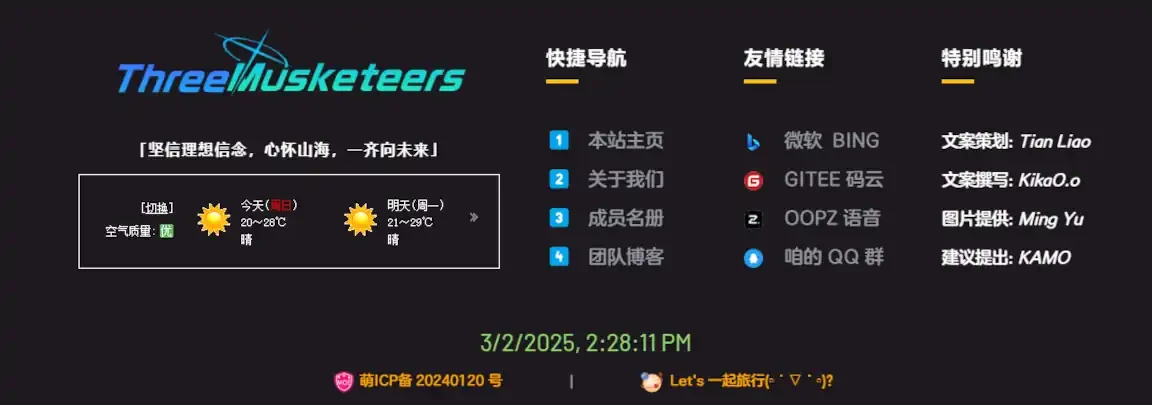 ThreeMusketeers
「坚信理想信念，心怀山海，一齐向未来」
[切换]
空气质量: 优
今天(周日)
20～28℃
晴
明天(周一)
21～29℃
晴
»
快捷导航
1 本站主页
2 关于我们
3 成员名册
4 团队博客
友情链接
微软 BING
GITEE 码云
OOPZ 语音
咱的 QQ 群
特别鸣谢
文案策划: Tian Liao
文案撰写: KikaO.o
图片提供: Ming Yu
建议提出: KAMO
3/2/2025, 2:28:11 PM
萌ICP备 20240120 号 | Let's 一起旅行(▫ˊ▽ˋ▫)?